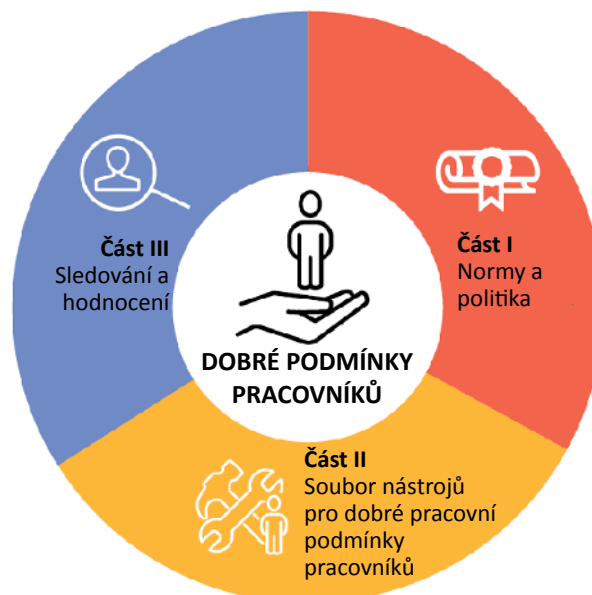 Část III
Sledování a
hodnocení
Část I
Normy a
politika
DOBRÉ PODMÍNKY
PRACOVNÍKŮ
Část II
Soubor nástrojů
pro dobré pracovní
podmínky
pracovníků